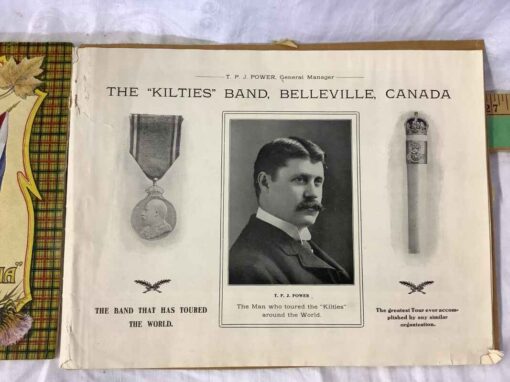 T. P. J. POWER, General Manager
THE "KILTIES" BAND, BELLEVILLE, CANADA
T. P. J. POWER
The Man who toured the "Kilties"
around the World.
THE BAND THAT HAS TOURED
THE WORLD.
The greatest Tour ever accom-
plished by any similar
organization.
27